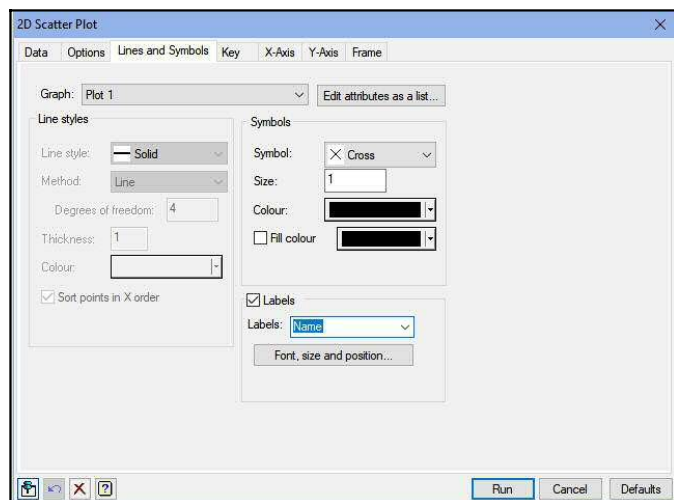 2D Scatter Plot
Data Options Lines and Symbols Key X-Axis Y-Axis Frame
Graph: Plot 1 Edit attributes as a list...
Line styles
Line style: Solid
Method: Line
Degrees of freedom: 4
Thickness: 1
Colour:
Sort points in X order
Symbols
Symbol: Cross
Size: 1
Colour:
Fill colour
Labels
Labels: Name
Font, size and position...
Run Cancel Defaults